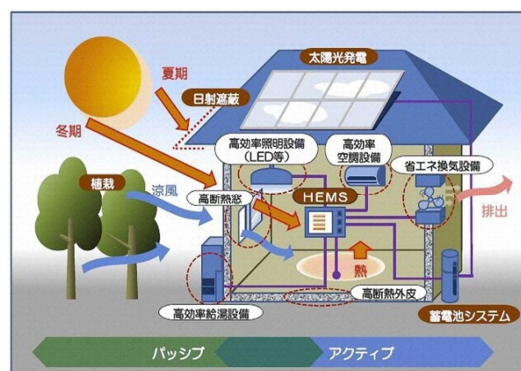 太陽光発電
夏期
日射遮蔽
冬期
高効率照明設備
(LED等)
高効率
空調設備
省エネ換気設備
植栽
涼風
高断熱窓
HEMS
排出
熱
高断熱外皮
高効率給湯設備
蓄電池システム
パッシブ
アクティブ